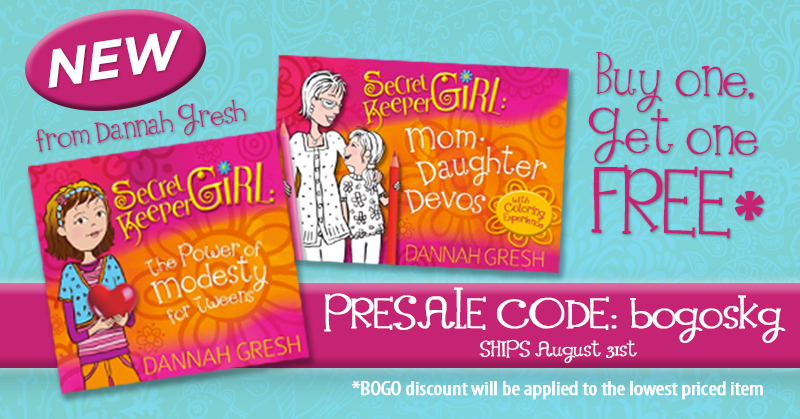 NEW
from Dannah Gresh
Secret
Keeper GIRL:
the Power of
modesty
for tweens
DANNAH GRESH
Secret
Keeper GIRL:
Mom-
Daughter
Devos
with
Coloring
Experience
DANNAH GRESH
Buy one,
get one
FREE*
PRESALE CODE: bogoskg
SHIPS August 31st
*BOGO discount will be applied to the lowest priced item